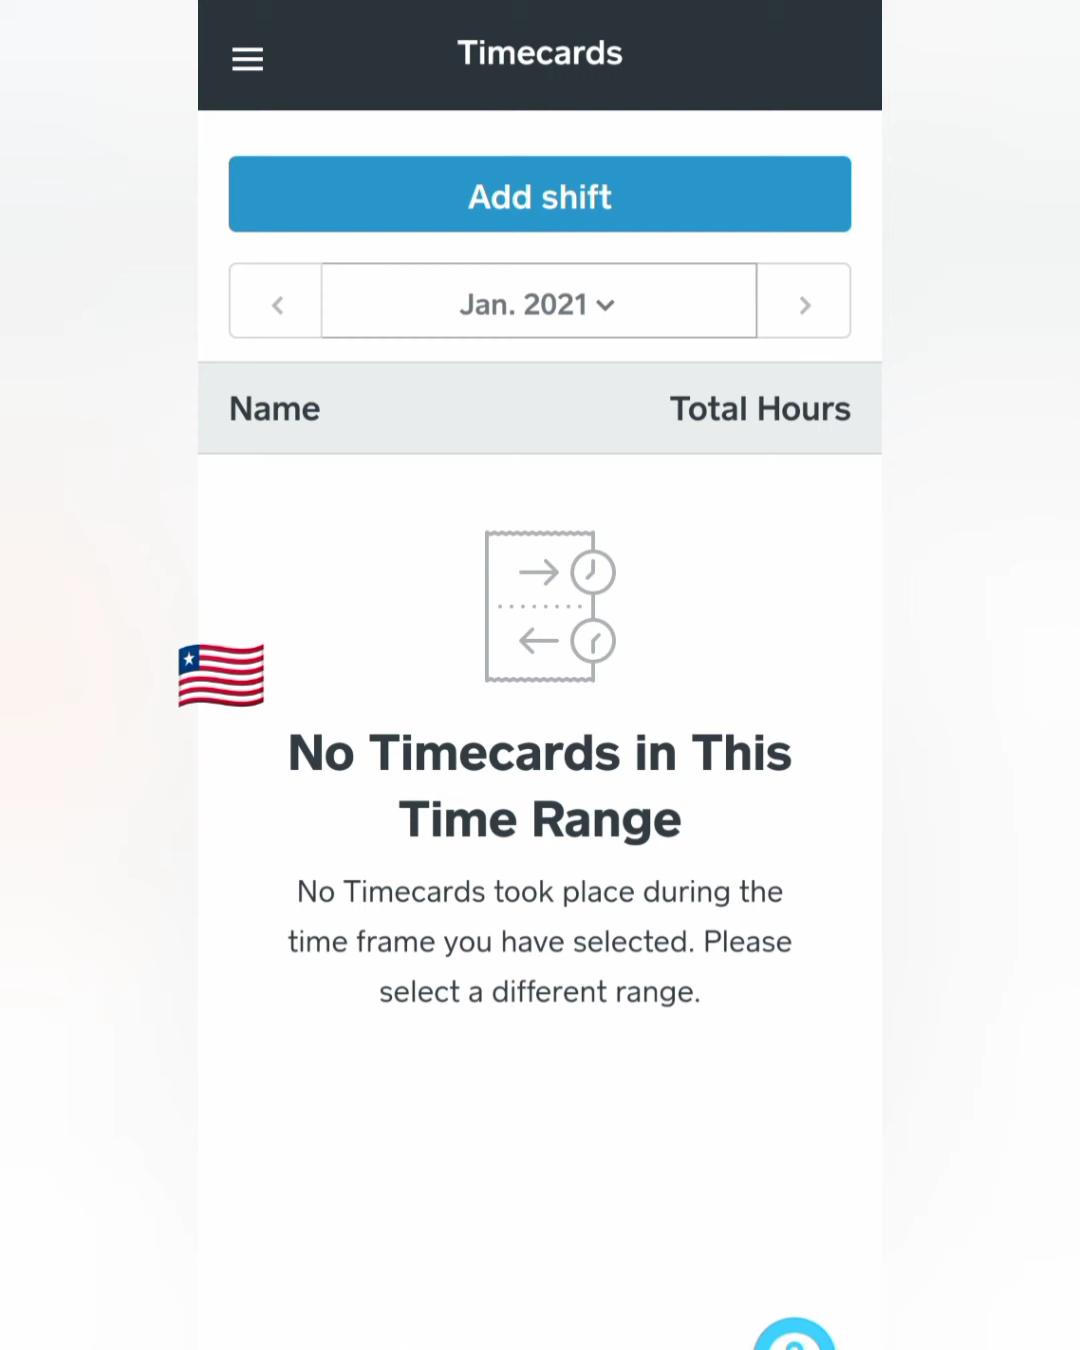 Timecards
Add shift
Jan. 2021
Name Total Hours
No Timecards in This
Time Range
No Timecards took place during the
time frame you have selected. Please
select a different range.